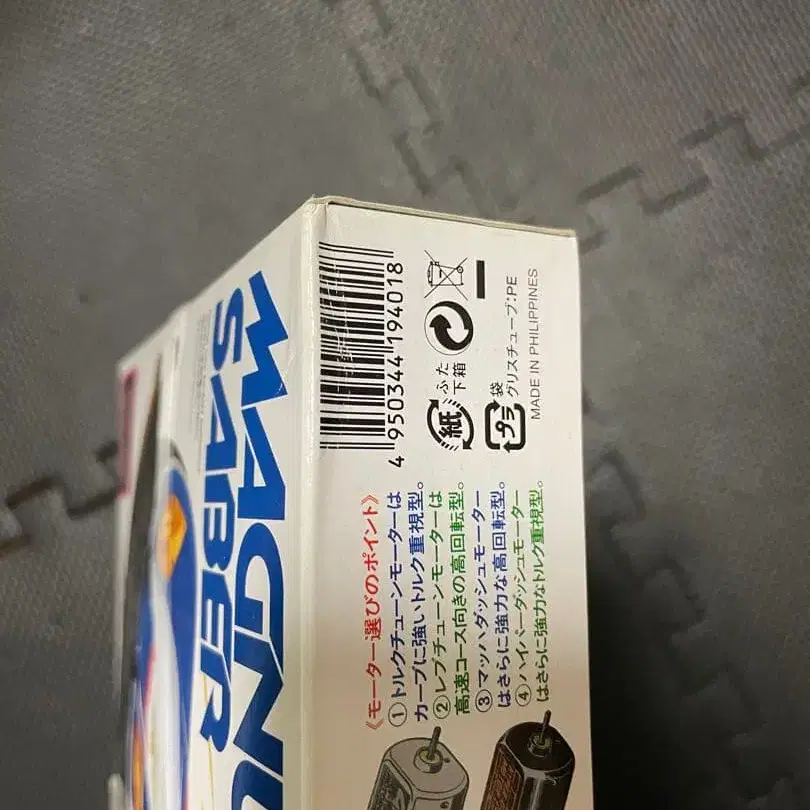 MAGNU
SABER
4 950344 194018
紙
ふた
下箱
プラ
袋
グリスチューブ:PE
MADE IN PHILIPPINES
《モーター選びのポイント》
①トルクチューンモーターは
カーブに強いトルク重視型。
②レブチューンモーターは
高速コース向きの高回転型。
③マッハダッシュモーター
はさらに強力な高回転型。
④ハイパーダッシュモーター
はさらに強力なトルク重視型。